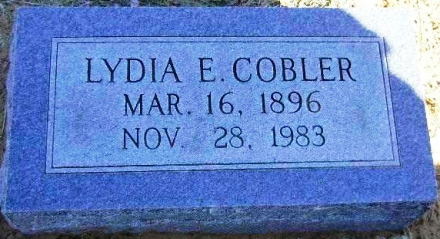 LYDIA E. COBLER
MAR. 16, 1896
NOV. 28, 1983